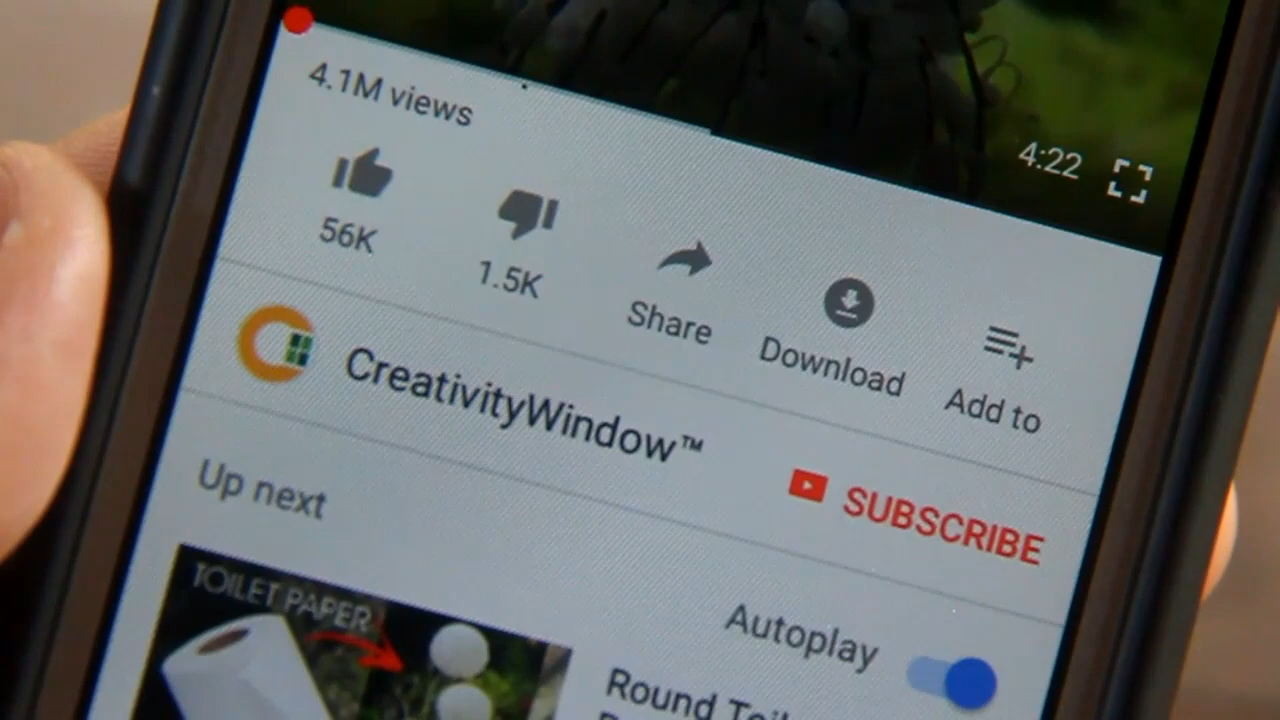 4:22
4.1M views
56K
1.5K
Share
Download
Add to
CreativityWindow™
SUBSCRIBE
Up next
Autoplay
TOILET PAPER
Round